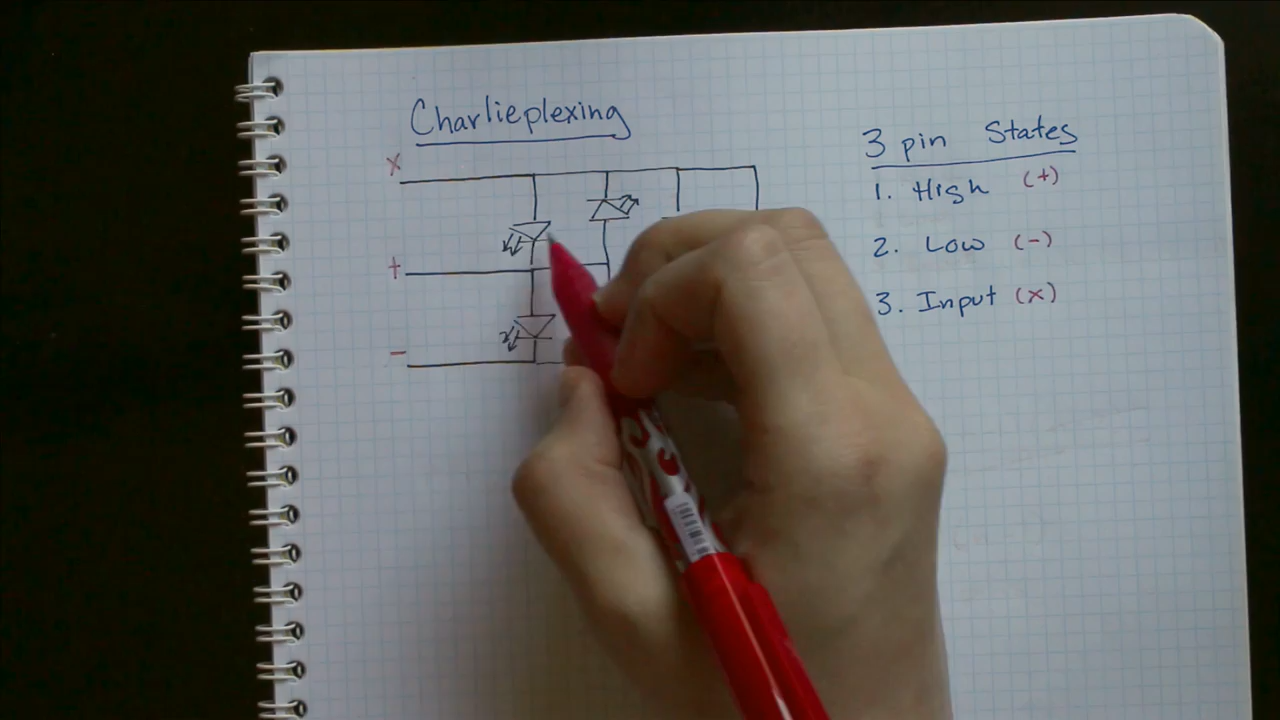 Charlieplexing
x
+
-
3 pin States
1. High (+)
2. Low (-)
3. Input (x)